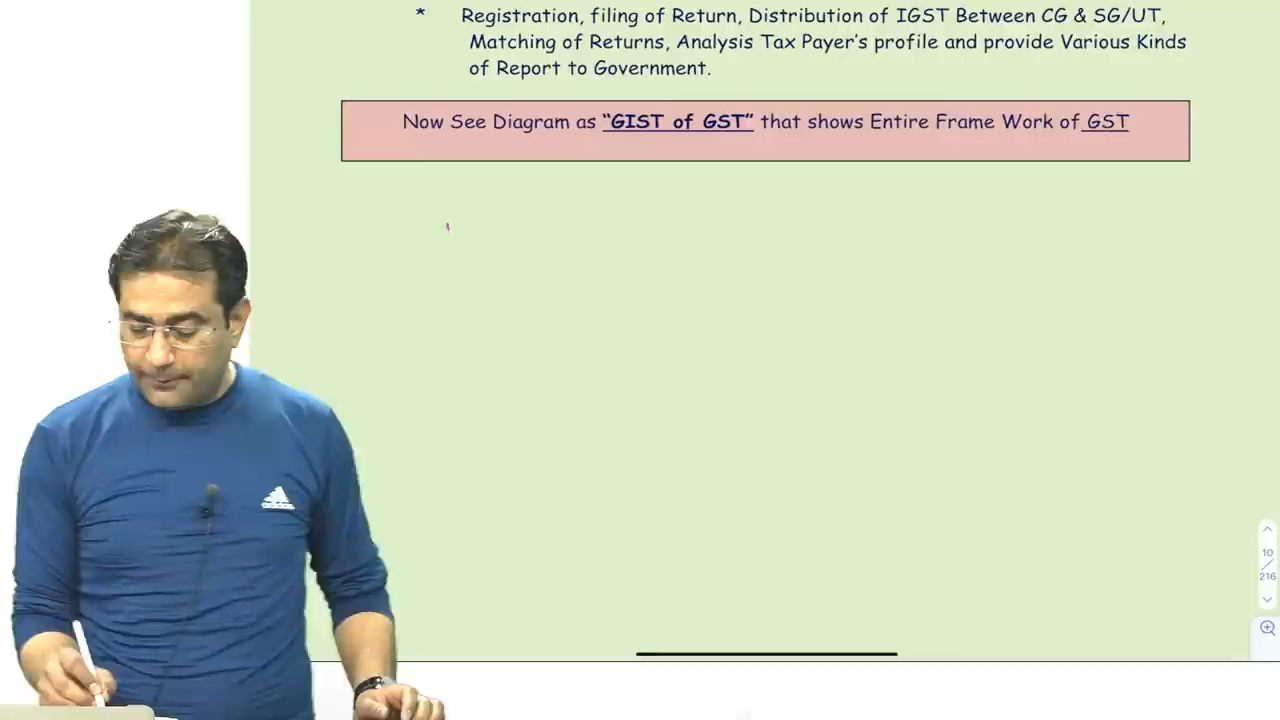 * Registration, filing of Return, Distribution of IGST Between CG & SG/UT,
Matching of Returns, Analysis Tax Payer's profile and provide Various Kinds
of Report to Government.
Now See Diagram as “GIST of GST” that shows Entire Frame Work of GST
10
/
216